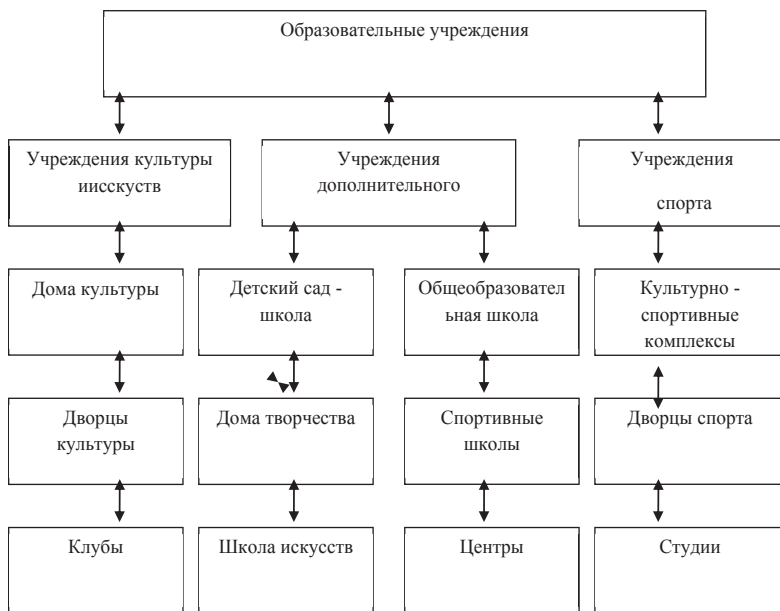 Образовательные учреждения
Учреждения культуры
иисскуств
Учреждения
дополнительного
Учреждения
спорта
Дома культуры
Детский сад -
школа
Общеобразовател
ьная школа
Культурно -
спортивные
комплексы
Дворцы
культуры
Дома творчества
Спортивные
школы
Дворцы спорта
Клубы
Школа искусств
Центры
Студии